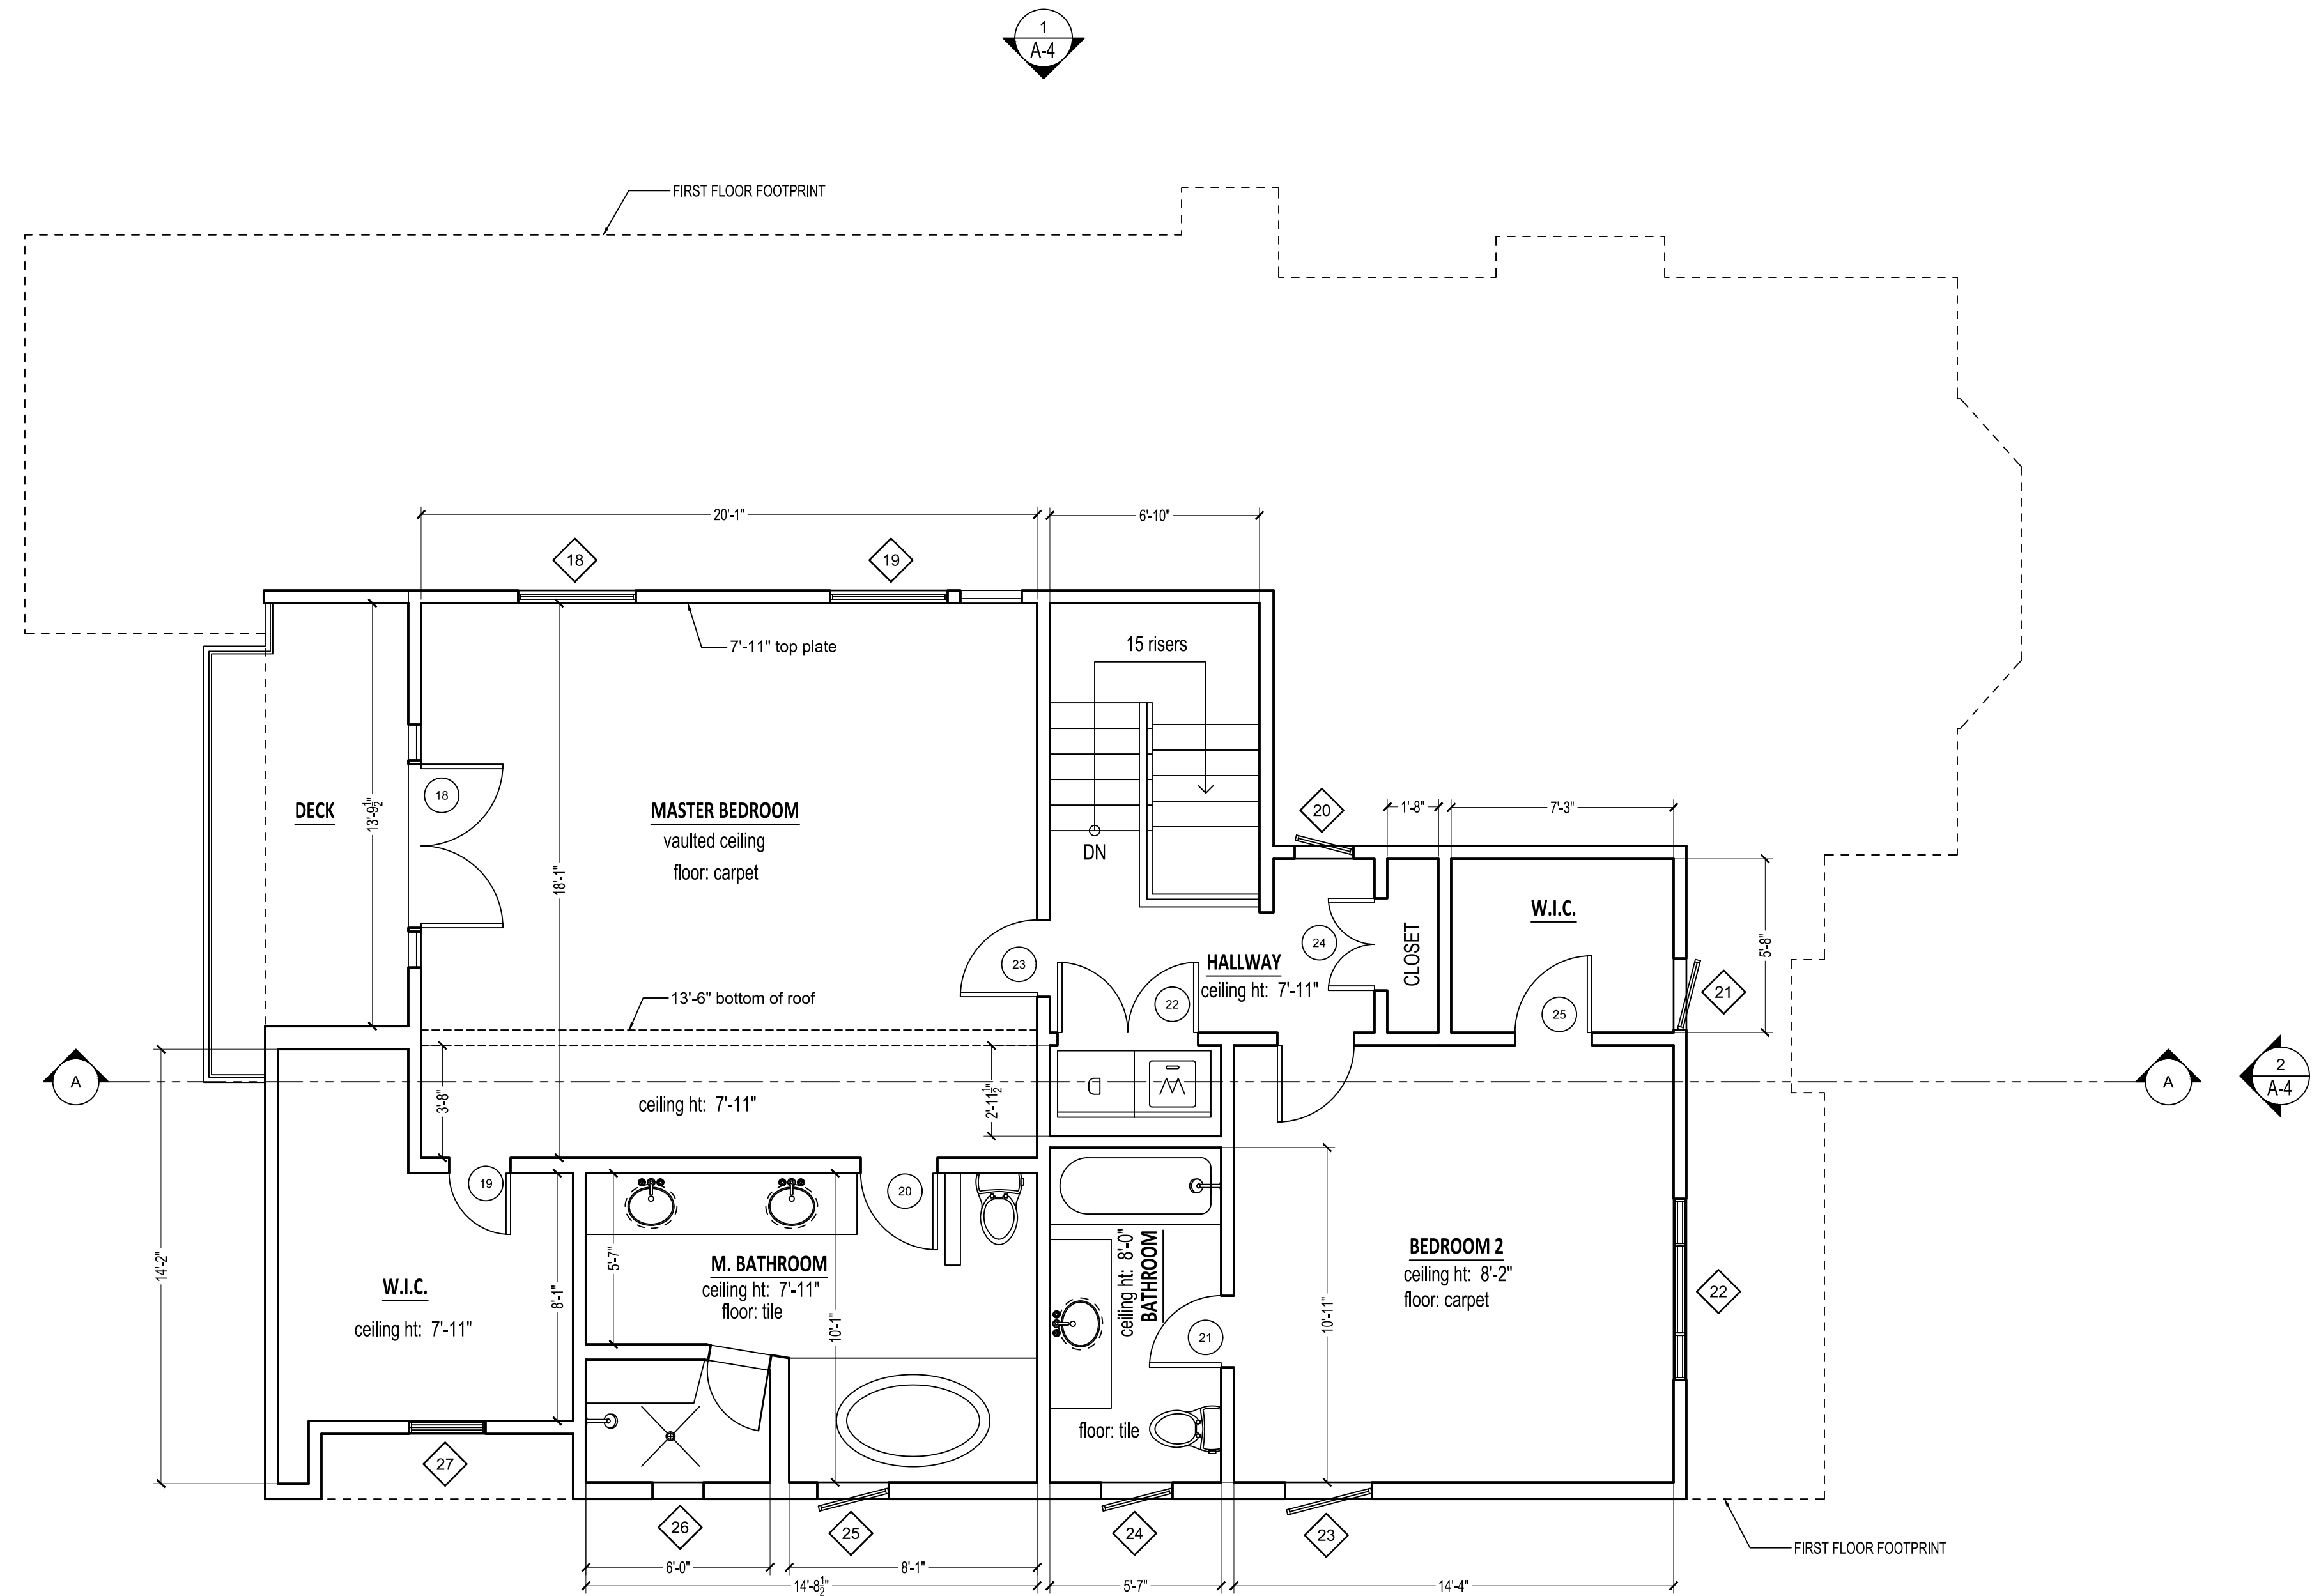 1
A-4
FIRST FLOOR FOOTPRINT
20'-1"
6'-10"
18
19
7'-11" top plate
15 risers
DN
DECK
13'-9½"
18
18'-1"
MASTER BEDROOM
vaulted ceiling
floor: carpet
20
1'-8"
7'-3"
W.I.C.
5'-8"
CLOSET
24
23
HALLWAY
ceiling ht: 7'-11"
22
25
21
13'-6" bottom of roof
A
A
2
A-4
14'-2"
3'-8"
ceiling ht: 7'-11"
2'-11½"
D
W
19
20
5'-7"
8'-1"
W.I.C.
ceiling ht: 7'-11"
M. BATHROOM
ceiling ht: 7'-11"
floor: tile
10'-1"
ceiling ht: 8'-0"
BATHROOM
21
floor: tile
10'-11"
BEDROOM 2
ceiling ht: 8'-2"
floor: carpet
22
27
26
25
24
23
FIRST FLOOR FOOTPRINT
6'-0"
8'-1"
14'-8½"
5'-7"
14'-4"